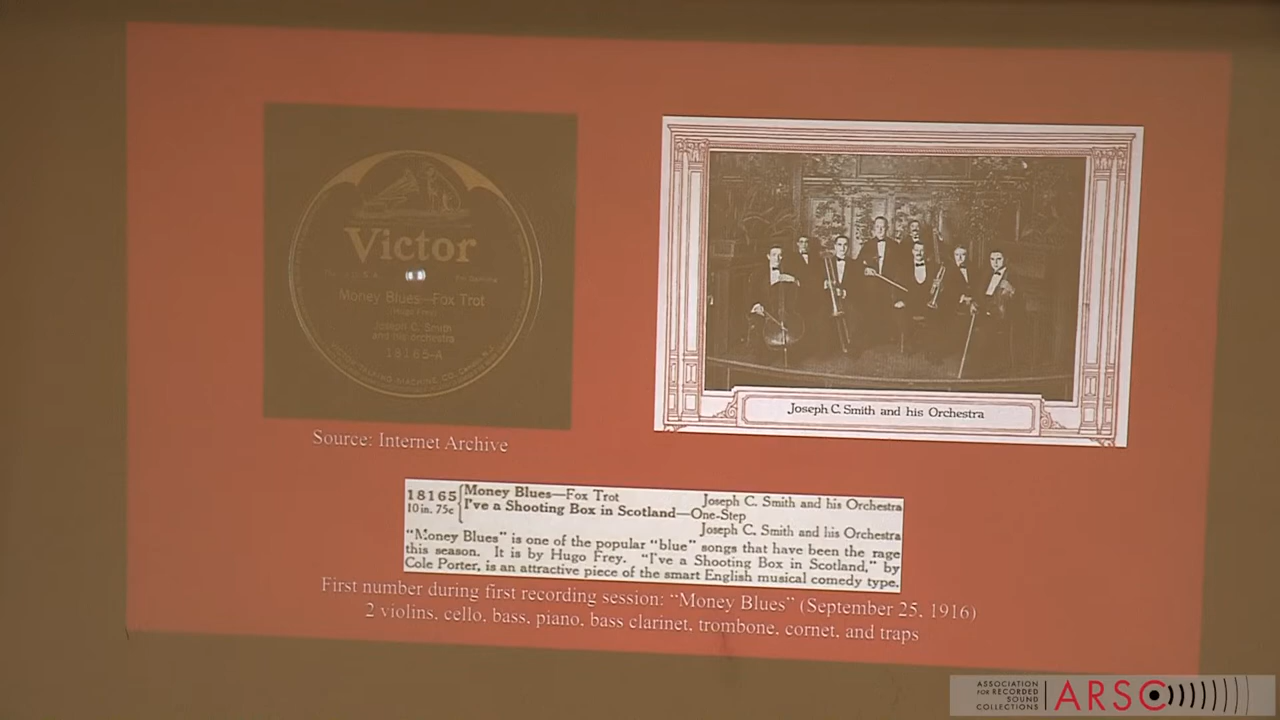 Victor
For dancing
Money Blues—Fox Trot
(Hugo Frey)
Joseph C. Smith
and his orchestra
18165-A
Joseph C. Smith and his Orchestra
Source: Internet Archive
18165 Money Blues—Fox Trot Joseph C. Smith and his Orchestra
10 in. 75c I've a Shooting Box in Scotland—One-Step
Joseph C. Smith and his Orchestra
"Money Blues" is one of the popular "blue" songs that have been the rage
this season. It is by Hugo Frey. "I've a Shooting Box in Scotland," by
Cole Porter, is an attractive piece of the smart English musical comedy type.
First number during first recording session: "Money Blues" (September 25, 1916)
2 violins, cello, bass, piano, bass clarinet, trombone, cornet, and traps
ASSOCIATION
FOR RECORDED
SOUND
COLLECTIONS
ARSC